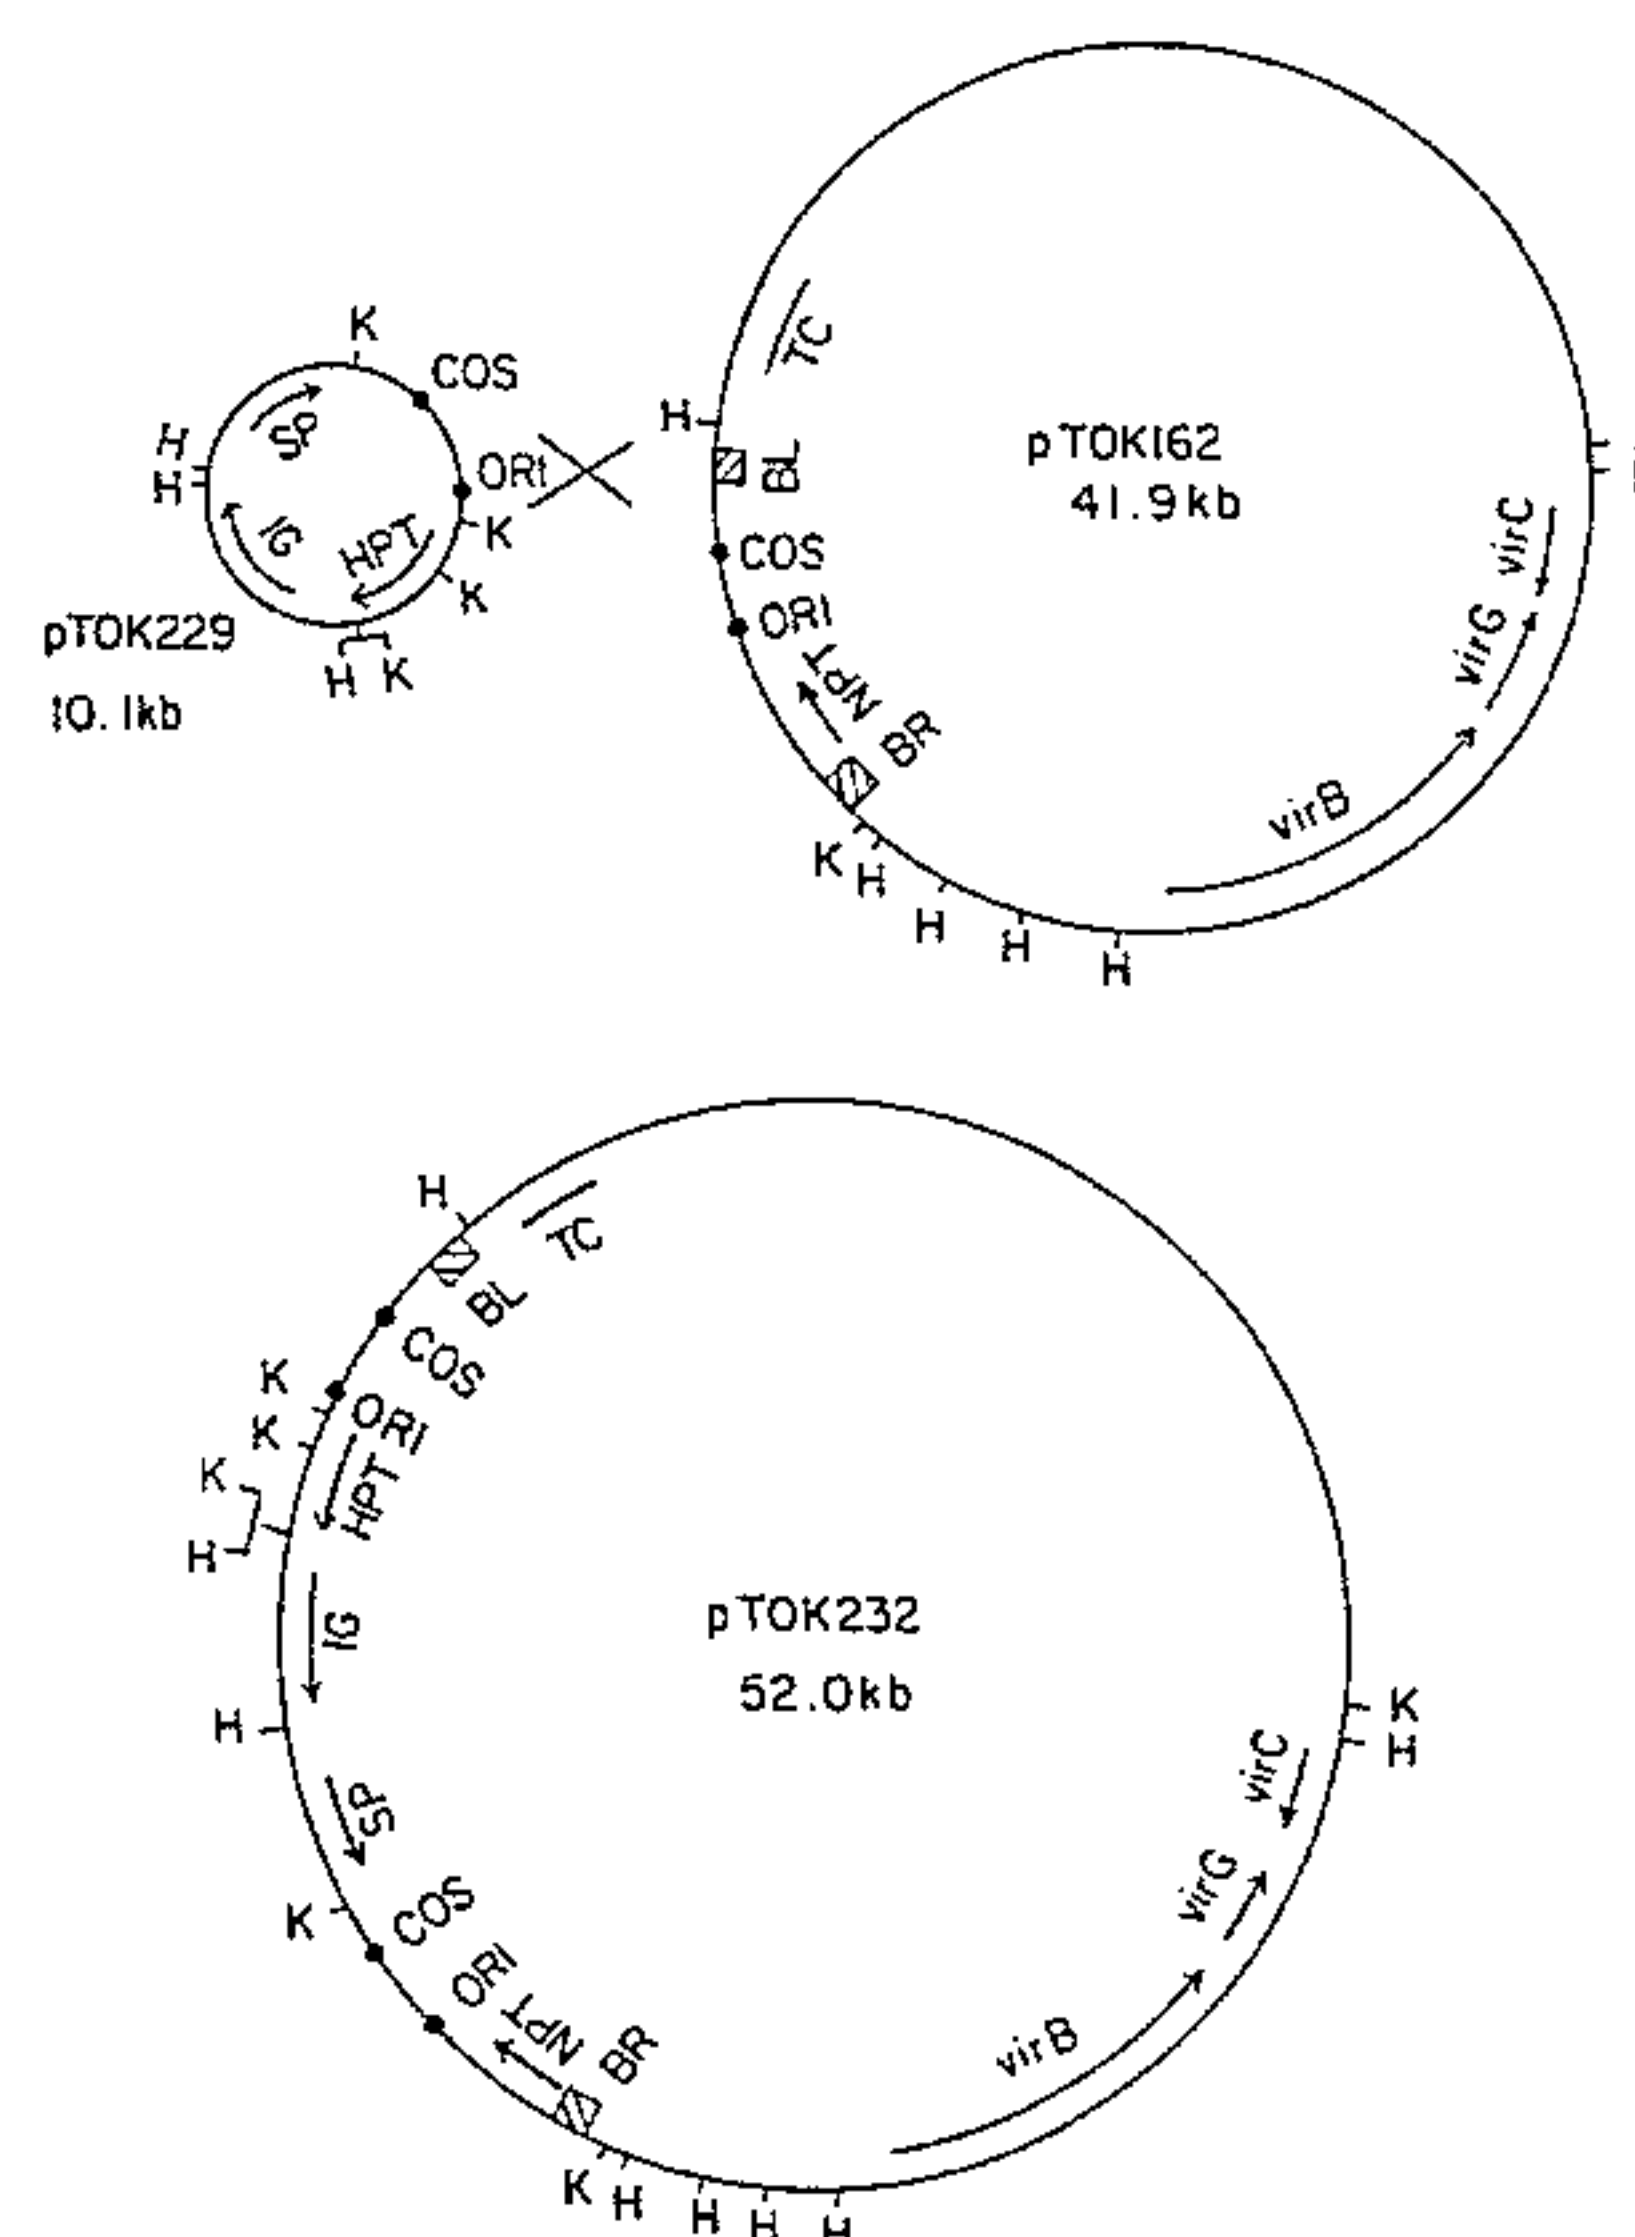 K
COS
SP
H
H
ORI
K
IG
HPT
K
pTOK229
H K
10.1kb
TC
H
BL
pTOK162
41.9kb
COS
virC
ORI
virG
NPT
BR
virB
K
H
H
H
H
H
TC
BL
COS
K
ORI
K
HPT
K
H
IG
pTOK232
52.0kb
H
K
H
virC
SP
virG
K
COS
ORI
NPT
BR
virB
K
H
H
H
H